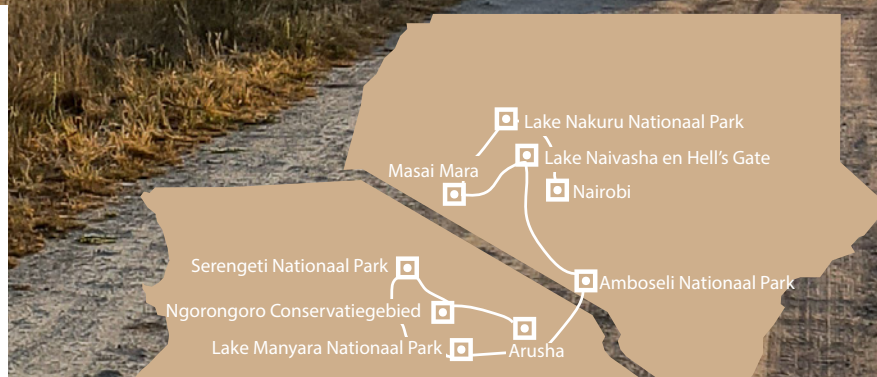 Lake Nakuru Nationaal Park
Lake Naivasha en Hell's Gate
Masai Mara
Nairobi
Serengeti Nationaal Park
Amboseli Nationaal Park
Ngorongoro Conservatiegebied
Lake Manyara Nationaal Park
Arusha